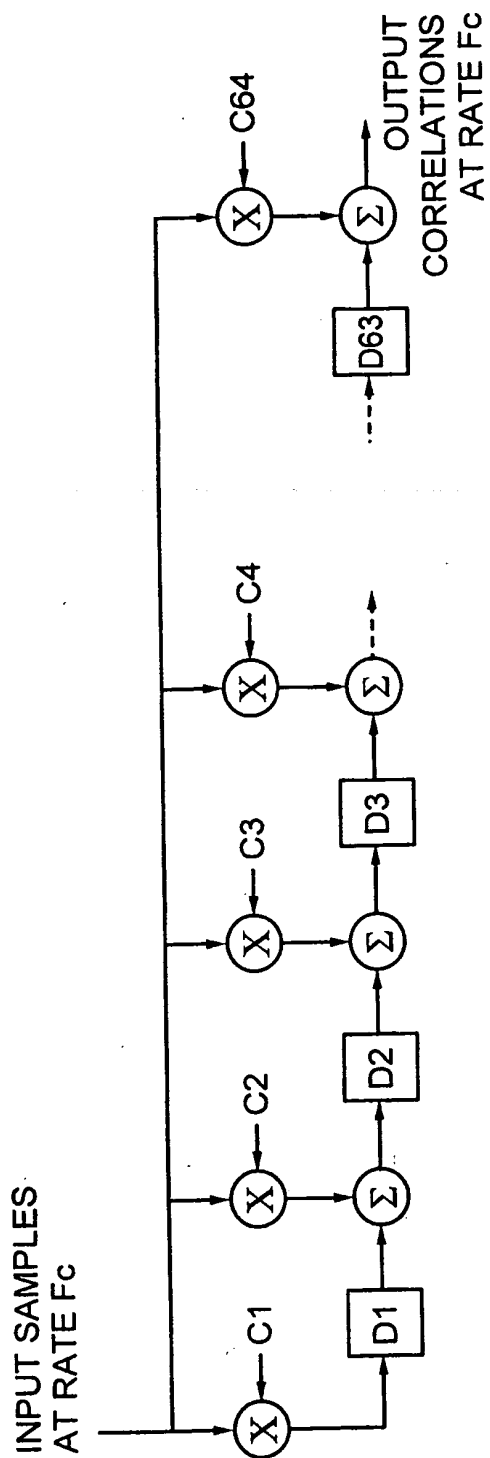 INPUT SAMPLES
AT RATE Fc
C1
C2
C3
C4
C64
X
X
X
X
X
D1
Σ
D2
Σ
D3
Σ
D63
Σ
OUTPUT
CORRELATIONS
AT RATE Fc